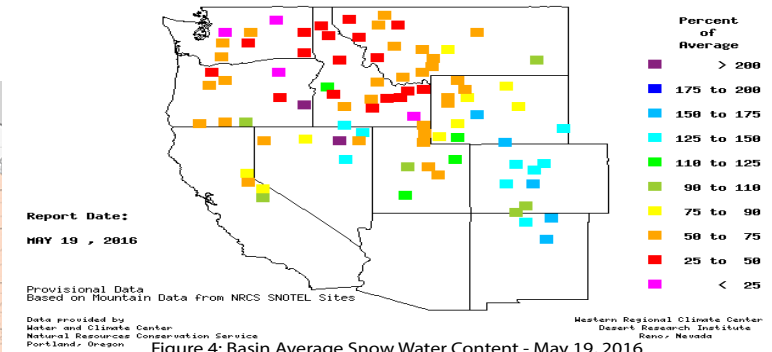 Percent
of
Average
> 200
175 to 200
150 to 175
125 to 150
110 to 125
90 to 110
75 to 90
50 to 75
25 to 50
< 25
Report Date:
MAY 19 , 2016
Provisional Data
Based on Mountain Data from NRCS SNOTEL Sites
Data provided by
Water and Climate Center
Natural Resources Conservation Service
Portland, Oregon
Western Regional Climate Center
Desert Research Institute
Reno, Nevada
Figure 4: Basin Average Snow Water Content - May 19, 2016